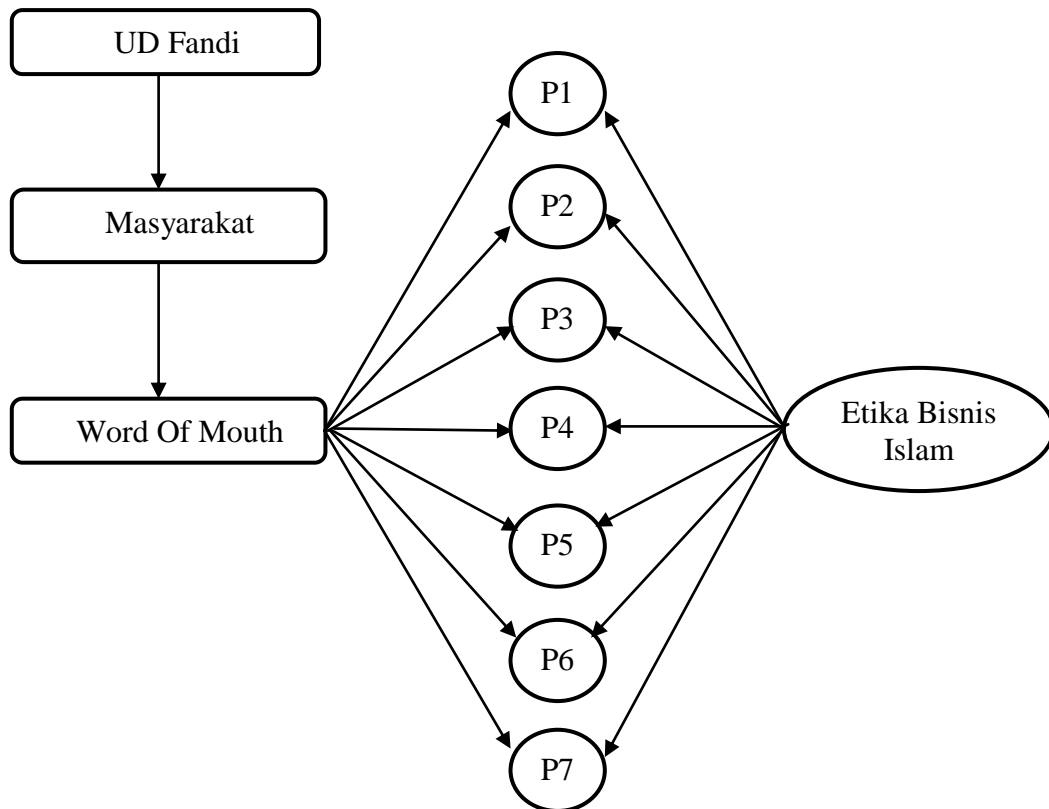 UD Fandi
Masyarakat
Word Of Mouth
P1
P2
P3
P4
P5
P6
P7
Etika Bisnis
Islam